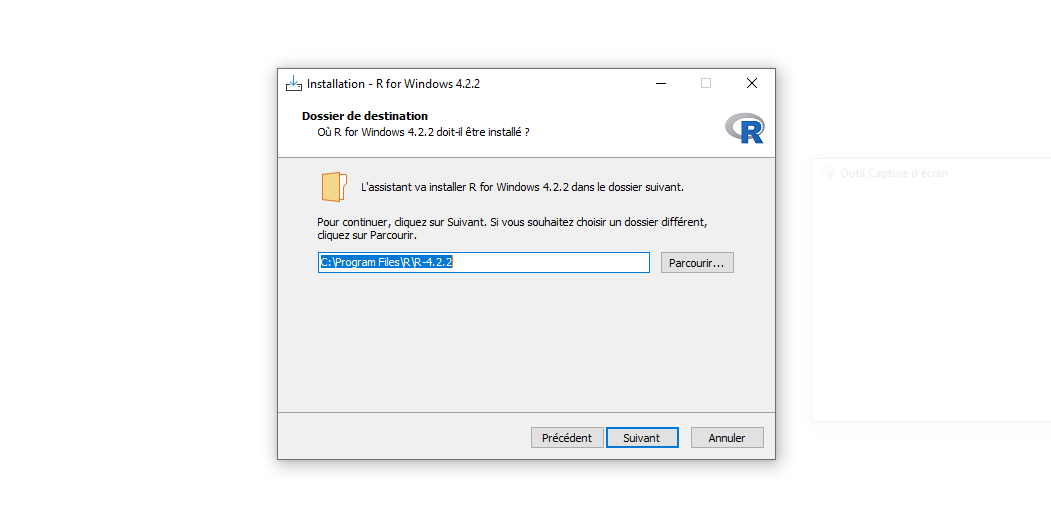 Installation - R for Windows 4.2.2
Dossier de destination
Où R for Windows 4.2.2 doit-il être installé ?
R
L'assistant va installer R for Windows 4.2.2 dans le dossier suivant.
Pour continuer, cliquez sur Suivant. Si vous souhaitez choisir un dossier différent,
cliquez sur Parcourir.
C:\Program Files\R\R-4.2.2
Parcourir...
Précédent
Suivant
Annuler
Outil Capture d'écran